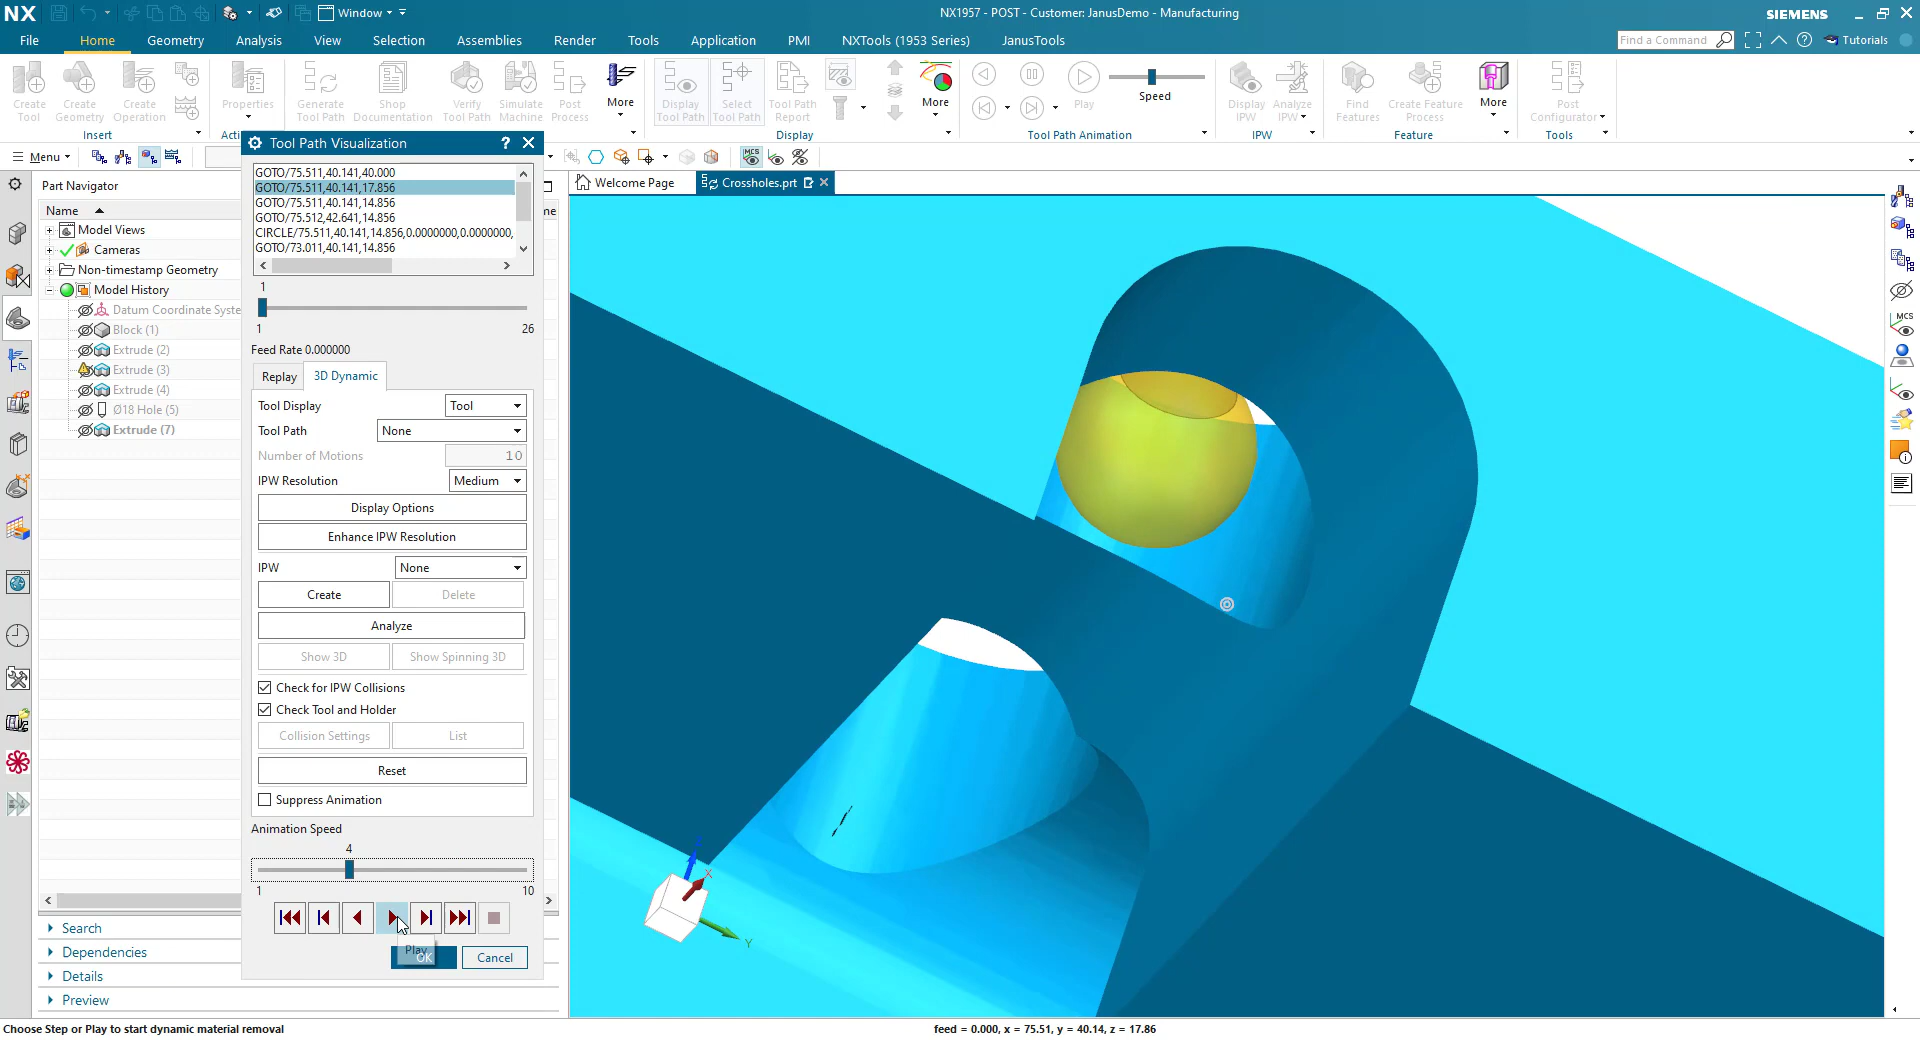 NX
Window
NX1957 - POST - Customer: JanusDemo - Manufacturing
SIEMENS
File
Home
Geometry
Analysis
View
Selection
Assemblies
Render
Tools
Application
PMI
NXTools (1953 Series)
JanusTools
Find a Command
Tutorials
Create Tool
Create Geometry
Create Operation
Properties
Generate Tool Path
Shop Documentation
Verify Tool Path
Simulate Machine
Post Process
More
Display Tool Path
Select Tool Path
Tool Path Report
More
Play
Speed
Display IPW
Analyze IPW
Find Features
Create Feature Process
More
Post Configurator
Insert
Acti
Display
Tool Path Animation
IPW
Feature
Tools
Menu
MCS
Tool Path Visualization
?
Part Navigator
Name
me
Model Views
Cameras
Non-timestamp Geometry
Model History
Datum Coordinate Syste
Block (1)
Extrude (2)
Extrude (3)
Extrude (4)
Ø18 Hole (5)
Extrude (7)
Search
Dependencies
Details
Preview
GOTO/75.511,40.141,40.000
GOTO/75.511,40.141,17.856
GOTO/75.511,40.141,14.856
GOTO/75.512,42.641,14.856
CIRCLE/75.511,40.141,14.856,0.0000000,0.0000000,
GOTO/73.011,40.141,14.856
1
1
26
Feed Rate 0.000000
Replay
3D Dynamic
Tool Display
Tool
Tool Path
None
Number of Motions
10
IPW Resolution
Medium
Display Options
Enhance IPW Resolution
IPW
None
Create
Delete
Analyze
Show 3D
Show Spinning 3D
Check for IPW Collisions
Check Tool and Holder
Collision Settings
List
Reset
Suppress Animation
Animation Speed
4
1
10
Play
OK
Cancel
Welcome Page
Crossholes.prt
X
Y
MCS
Choose Step or Play to start dynamic material removal
feed = 0.000, x = 75.51, y = 40.14, z = 17.86